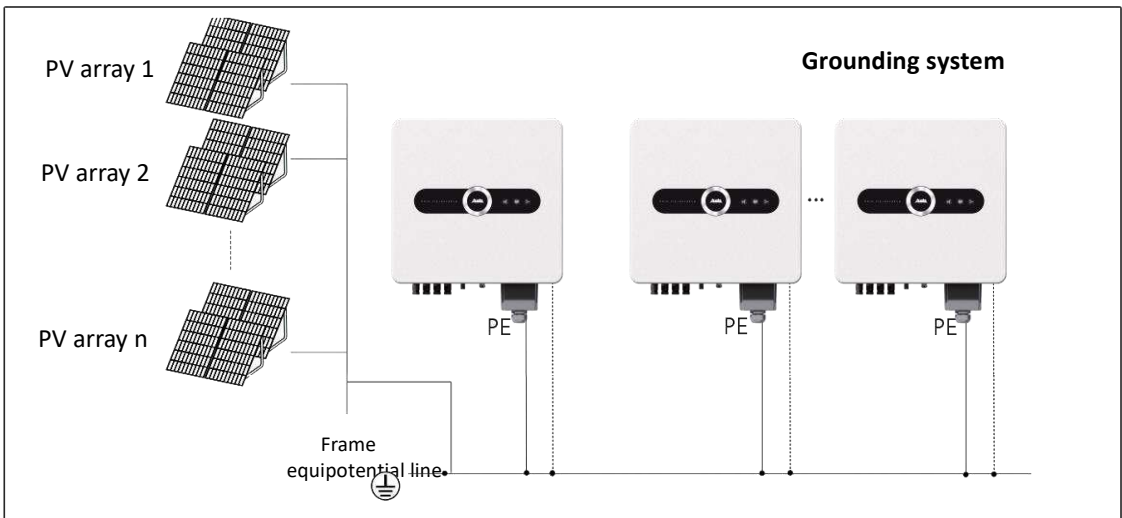 Grounding system
PV array 1
PV array 2
...
PV array n
PE
PE
PE
Frame
equipotential line